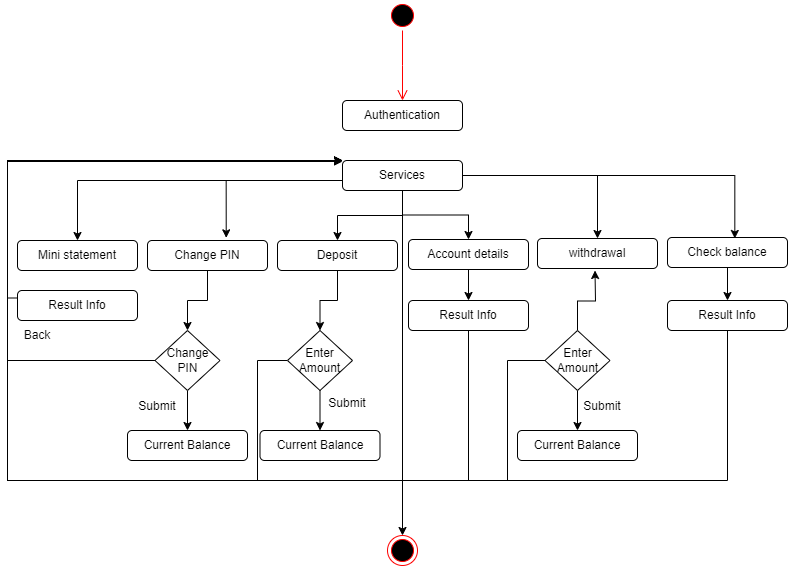 Authentication
Services
Mini statement
Change PIN
Deposit
Account details
withdrawal
Check balance
Result Info
Result Info
Result Info
Back
Change
PIN
Enter
Amount
Enter
Amount
Submit
Submit
Submit
Current Balance
Current Balance
Current Balance